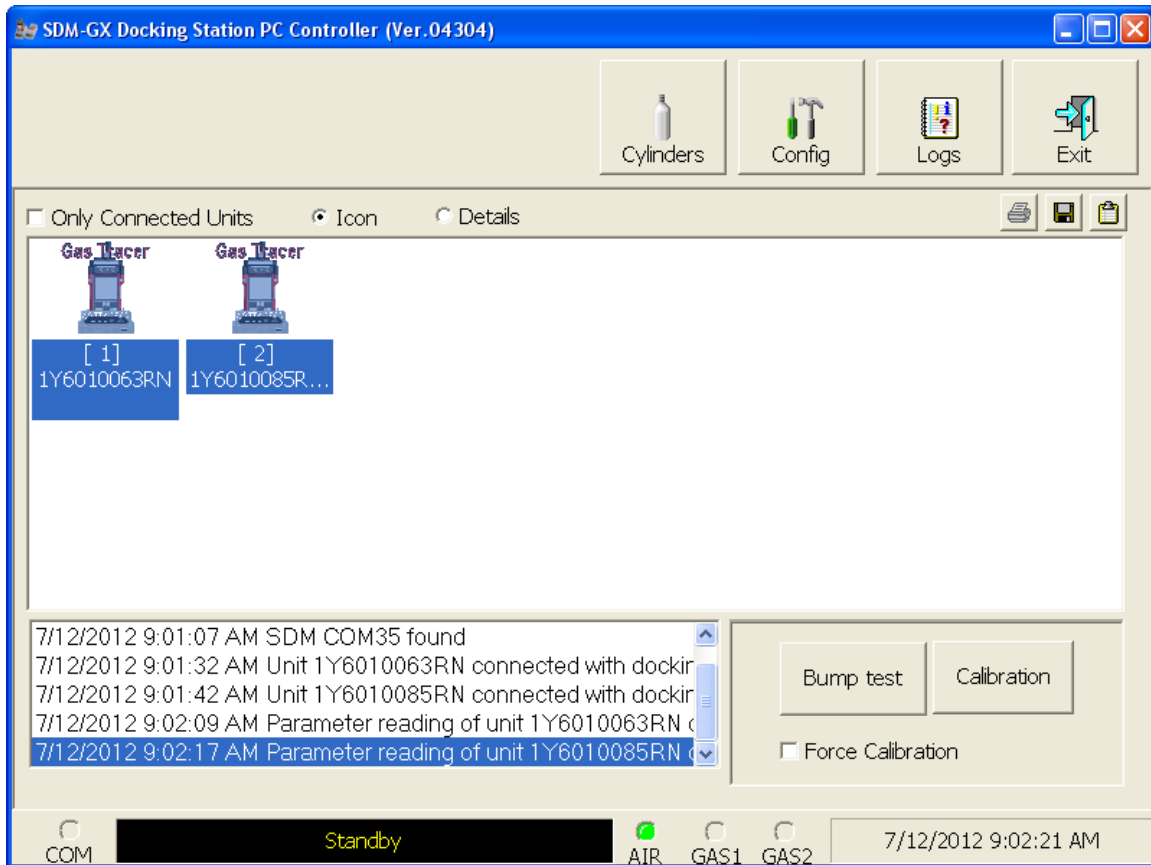 SDM-GX Docking Station PC Controller (Ver.04304)
Cylinders
Config
Logs
Exit
Only Connected Units
Icon
Details
Gas Tracer
Gas Tracer
[ 1]
1Y6010063RN
[ 2]
1Y6010085R...
7/12/2012 9:01:07 AM SDM COM35 found
7/12/2012 9:01:32 AM Unit 1Y6010063RN connected with dockin
7/12/2012 9:01:42 AM Unit 1Y6010085RN connected with dockin
7/12/2012 9:02:09 AM Parameter reading of unit 1Y6010063RN c
7/12/2012 9:02:17 AM Parameter reading of unit 1Y6010085RN c
Bump test
Calibration
Force Calibration
COM
Standby
AIR
GAS1
GAS2
7/12/2012 9:02:21 AM